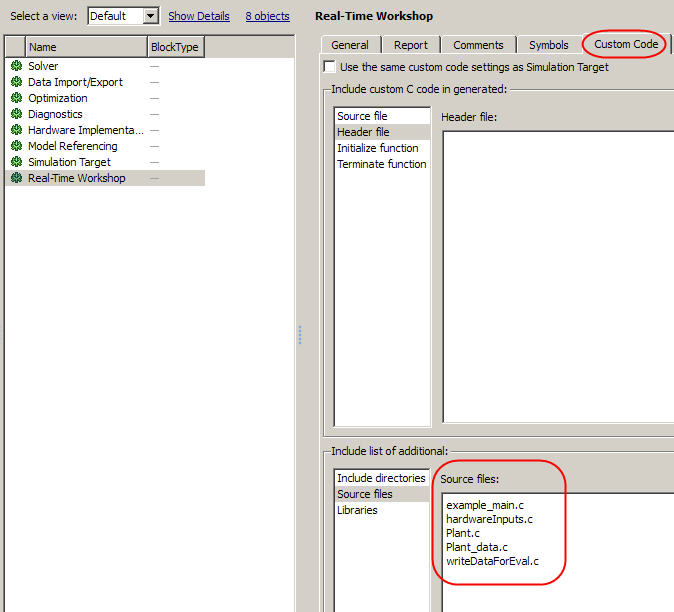 Select a view: Default Show Details 8 objects
Name BlockType
Solver —
Data Import/Export —
Optimization —
Diagnostics —
Hardware Implementa... —
Model Referencing —
Simulation Target —
Real-Time Workshop —
Real-Time Workshop
General Report Comments Symbols Custom Code
Use the same custom code settings as Simulation Target
Include custom C code in generated:
Source file
Header file
Initialize function
Terminate function
Header file:
Include list of additional:
Include directories
Source files
Libraries
Source files:
example_main.c
hardwareInputs.c
Plant.c
Plant_data.c
writeDataForEval.c